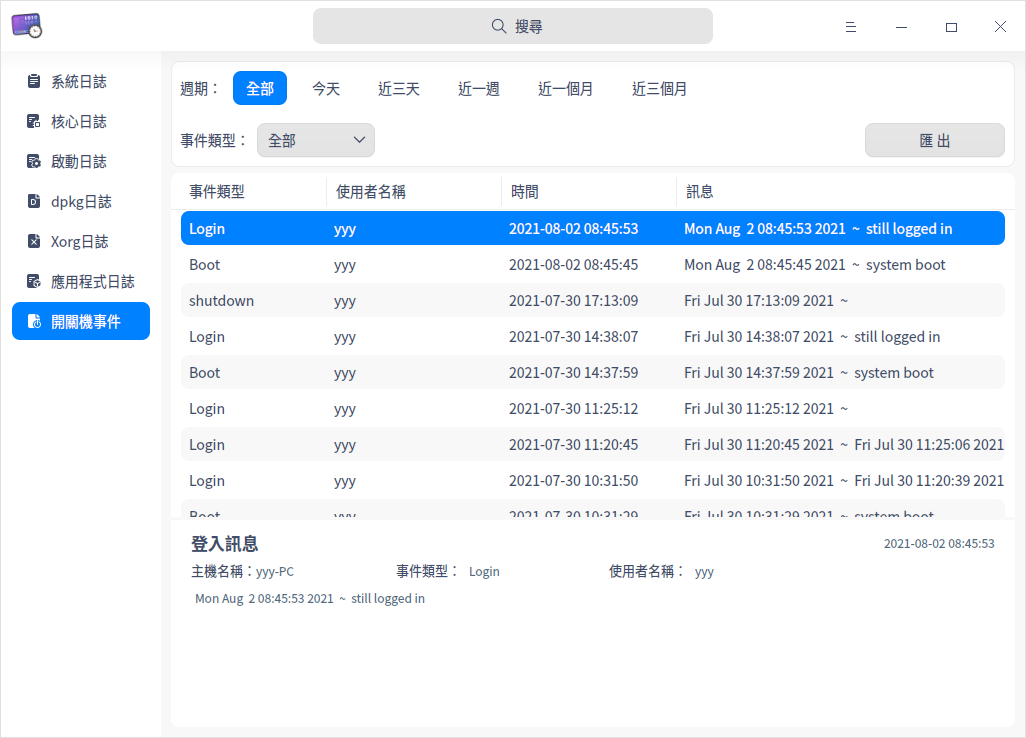 搜尋
系統日誌
核心日誌
啟動日誌
dpkg日誌
Xorg日誌
應用程式日誌
開關機事件
週期： 全部 今天 近三天 近一週 近一個月 近三個月
事件類型： 全部 匯出
事件類型 使用者名稱 時間 訊息
Login yyy 2021-08-02 08:45:53 Mon Aug 2 08:45:53 2021 ~ still logged in
Boot yyy 2021-08-02 08:45:45 Mon Aug 2 08:45:45 2021 ~ system boot
shutdown yyy 2021-07-30 17:13:09 Fri Jul 30 17:13:09 2021 ~
Login yyy 2021-07-30 14:38:07 Fri Jul 30 14:38:07 2021 ~ still logged in
Boot yyy 2021-07-30 14:37:59 Fri Jul 30 14:37:59 2021 ~ system boot
Login yyy 2021-07-30 11:25:12 Fri Jul 30 11:25:12 2021 ~
Login yyy 2021-07-30 11:20:45 Fri Jul 30 11:20:45 2021 ~ Fri Jul 30 11:25:06 2021
Login yyy 2021-07-30 10:31:50 Fri Jul 30 10:31:50 2021 ~ Fri Jul 30 11:20:39 2021
Boot yyy 2021-07-30 10:31:29 Fri Jul 30 10:31:29 2021 ~ system boot
登入訊息 2021-08-02 08:45:53
主機名稱：yyy-PC 事件類型： Login 使用者名稱： yyy
Mon Aug 2 08:45:53 2021 ~ still logged in